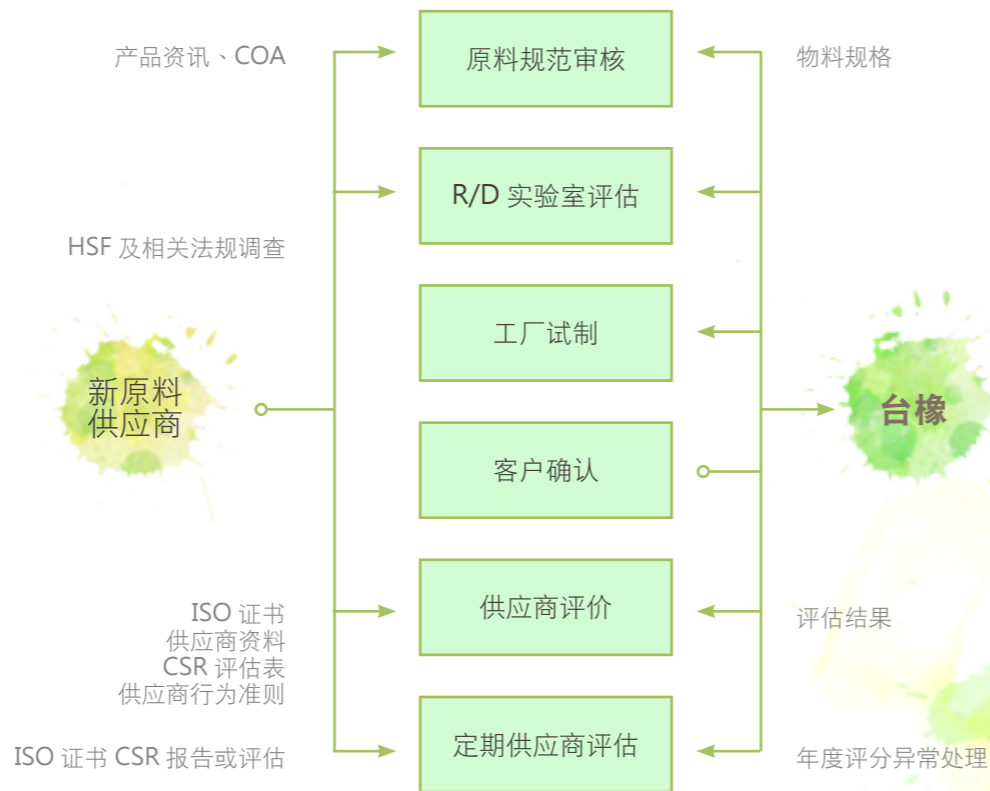 产品资讯、COA
原料规范审核
物料规格
R/D 实验室评估
HSF 及相关法规调查
工厂试制
新原料
供应商
台橡
客户确认
ISO 证书
供应商资料
CSR 评估表
供应商行为准则
供应商评价
评估结果
ISO 证书 CSR 报告或评估
定期供应商评估
年度评分异常处理